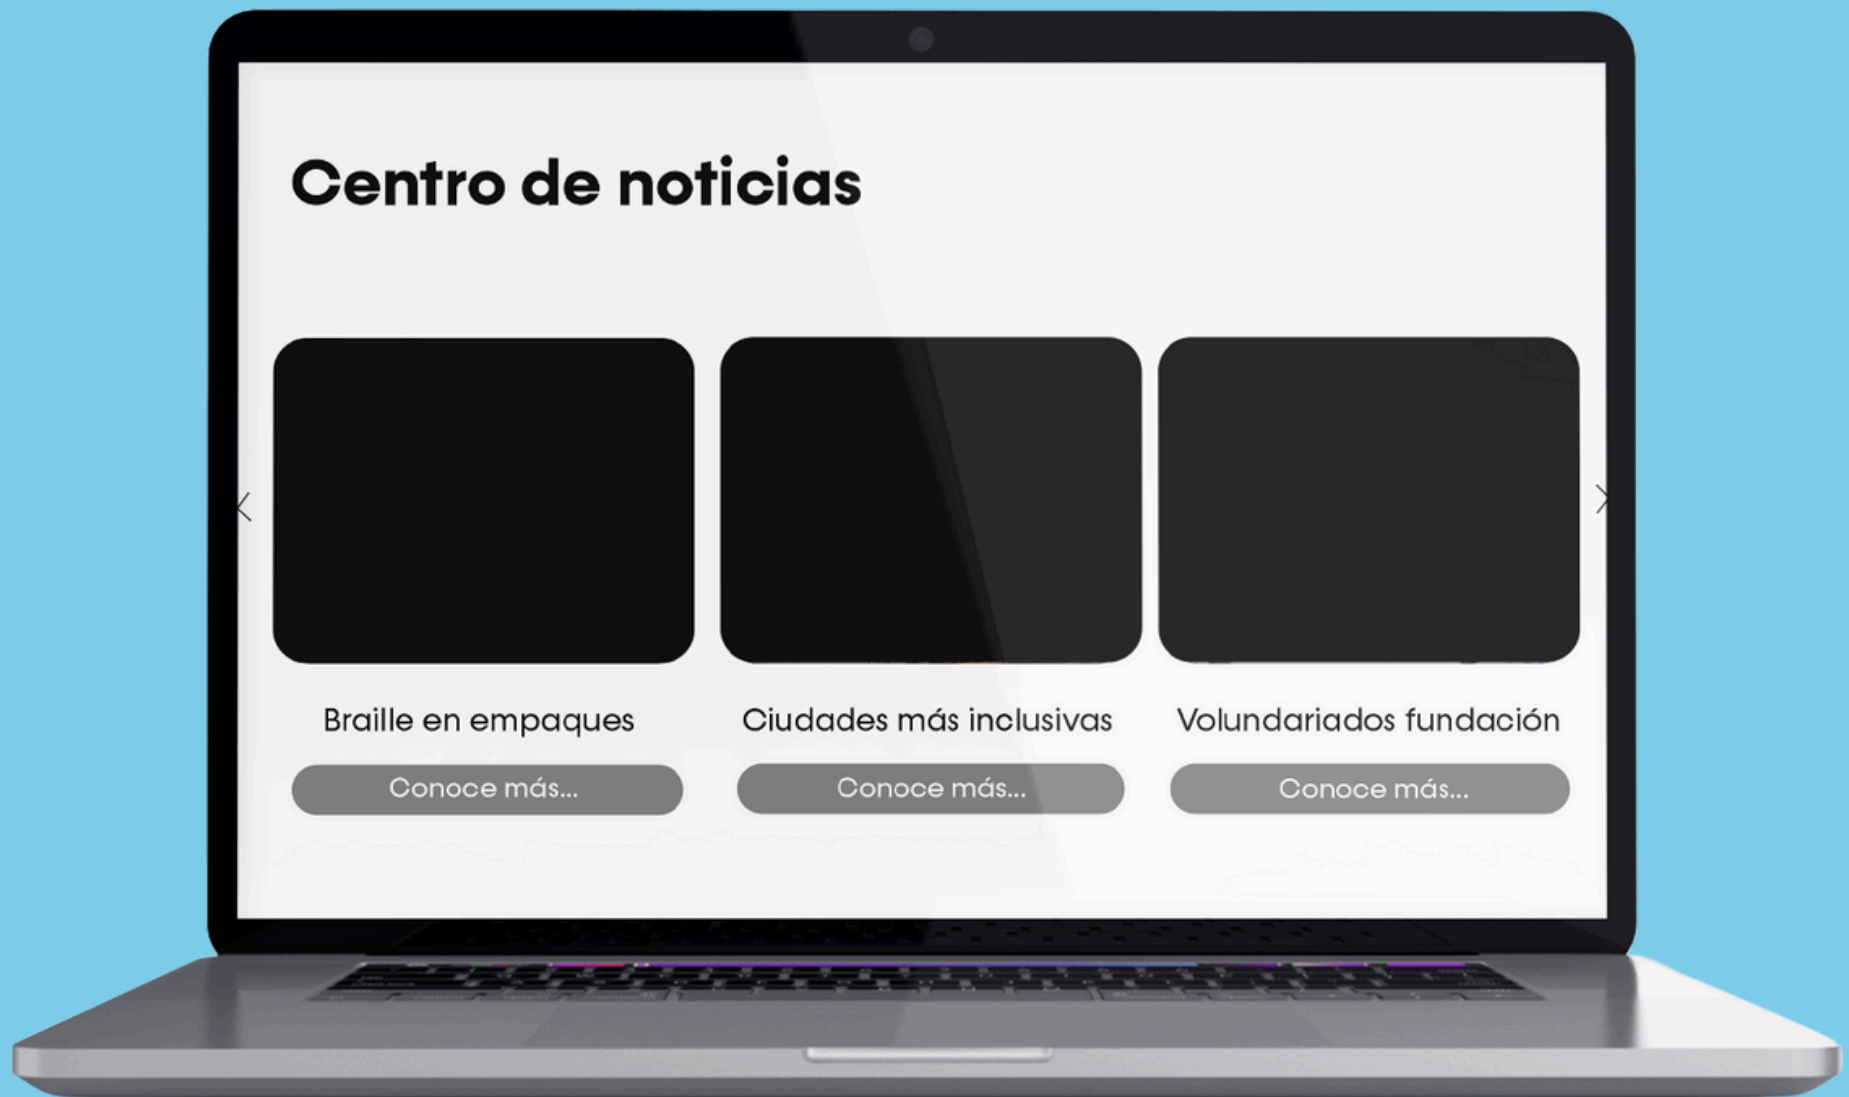 Centro de noticias
Braille en empaques
Ciudades más inclusivas
Volundariados fundación
Conoce más...
Conoce más...
Conoce más...